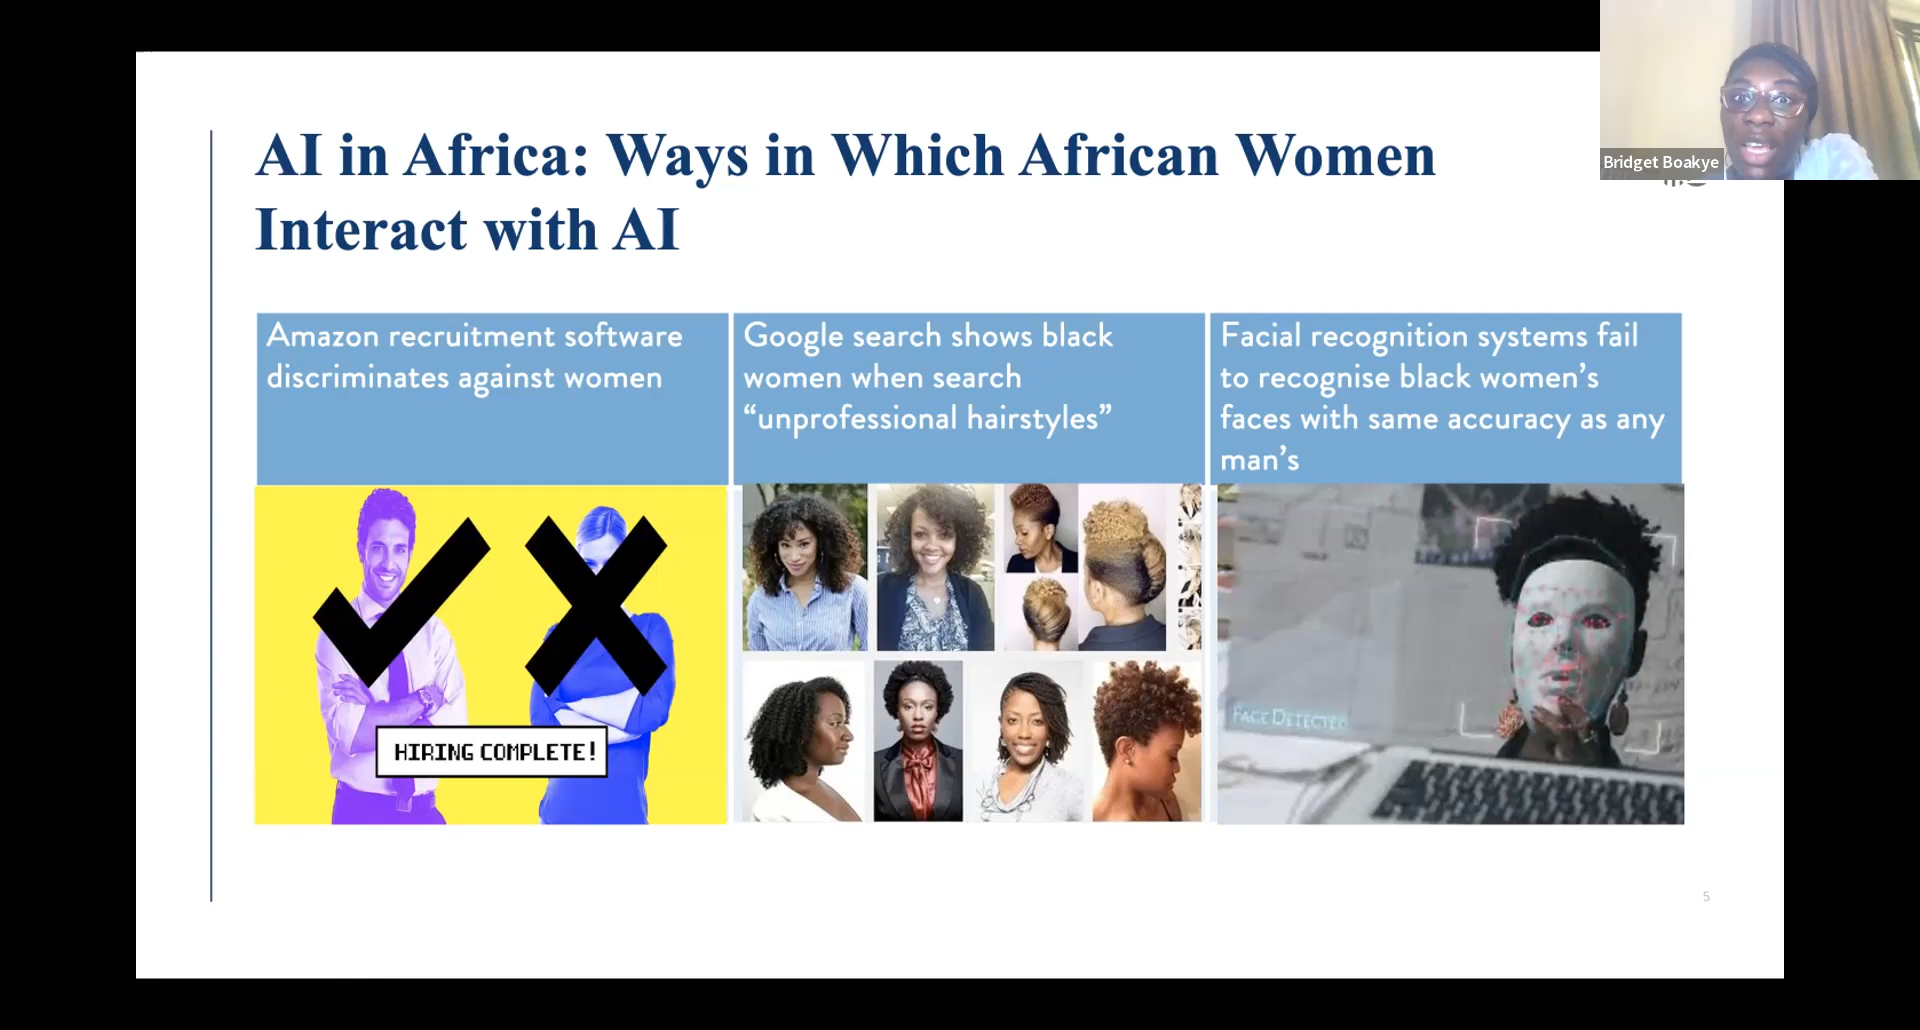 AI in Africa: Ways in Which African Women
Interact with AI
Bridget Boakye
Amazon recruitment software
discriminates against women
Google search shows black
women when search
“unprofessional hairstyles”
Facial recognition systems fail
to recognise black women’s
faces with same accuracy as any
man’s
HIRING COMPLETE!
FACE DETECTED
5